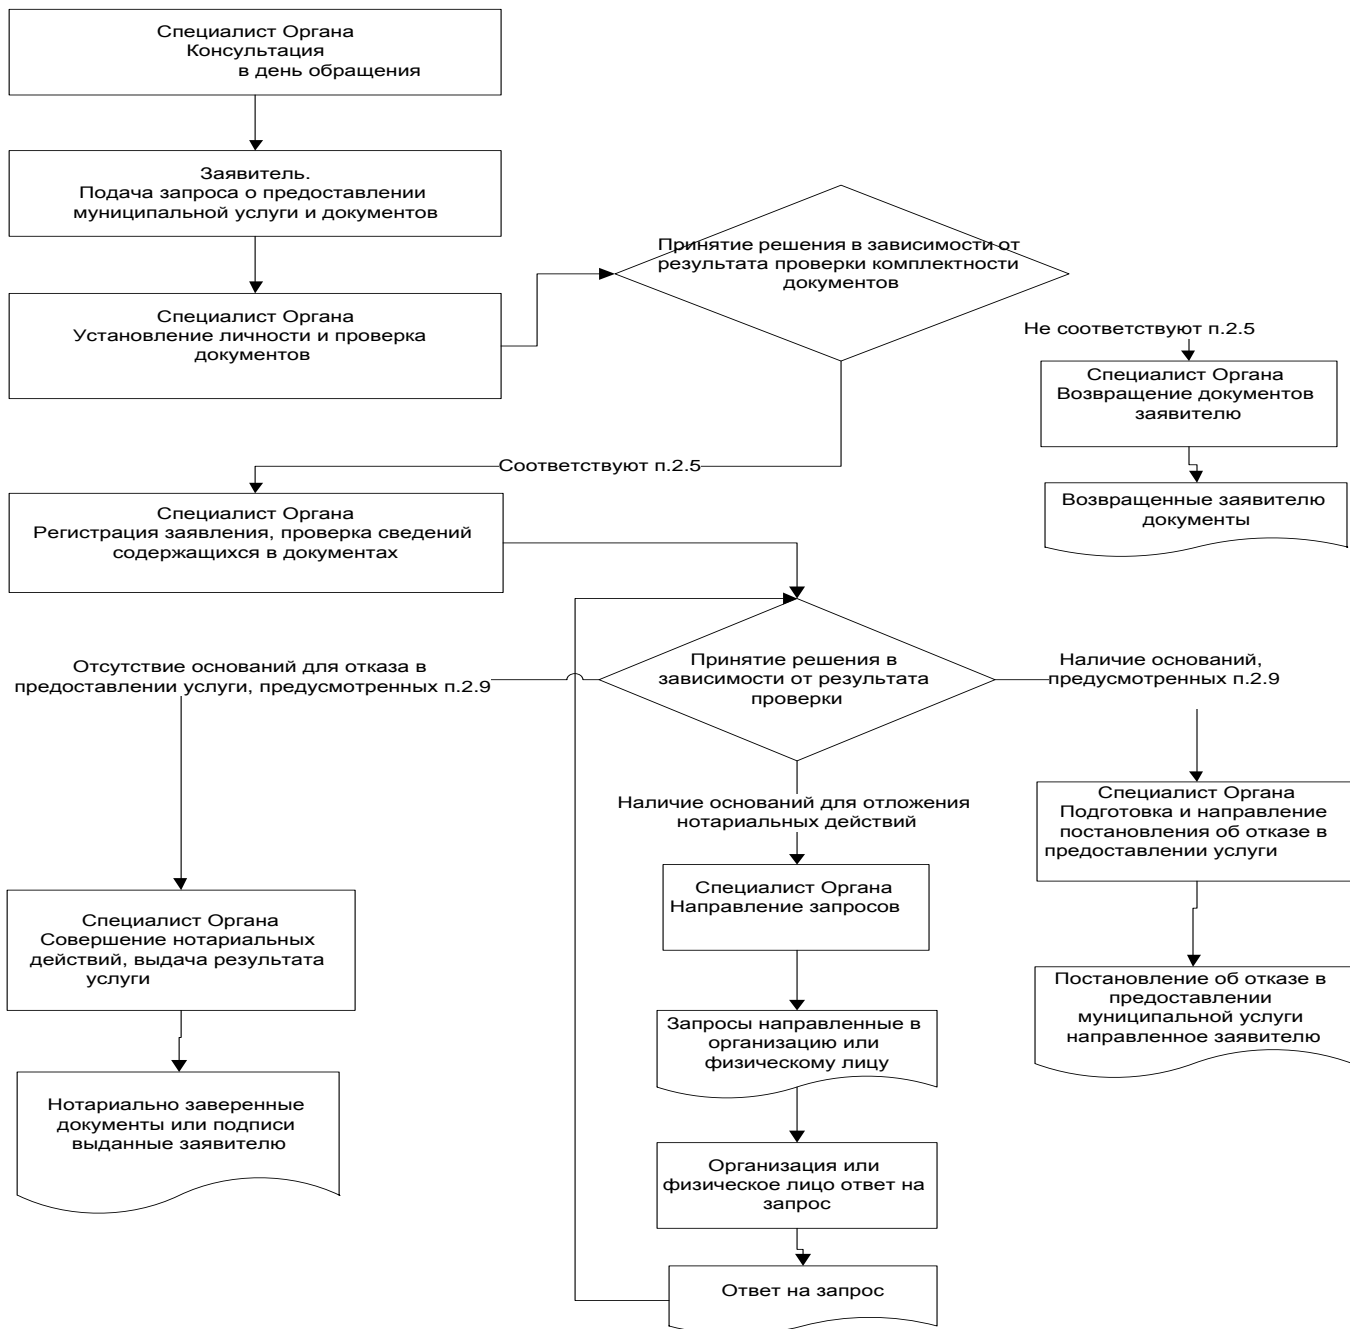 Специалист Органа
Консультация
в день обращения
Заявитель.
Подача запроса о предоставлении
муниципальной услуги и документов
Специалист Органа
Установление личности и проверка
документов
Принятие решения в зависимости от
результата проверки комплектности
документов
Не соответствуют п.2.5
Специалист Органа
Возвращение документов
заявителю
Возвращенные заявителю
документы
Соответствуют п.2.5
Специалист Органа
Регистрация заявления, проверка сведений
содержащихся в документах
Принятие решения в
зависимости от результата
проверки
Отсутствие оснований для отказа в
предоставлении услуги, предусмотренных п.2.9
Наличие оснований,
предусмотренных п.2.9
Наличие оснований для отложения
нотариальных действий
Специалист Органа
Подготовка и направление
постановления об отказе в
предоставлении услуги
Специалист Органа
Направление запросов
Специалист Органа
Совершение нотариальных
действий, выдача результата
услуги
Постановление об отказе в
предоставлении
муниципальной услуги
направленное заявителю
Запросы направленные в
организацию или
физическому лицу
Нотариально заверенные
документы или подписи
выданные заявителю
Организация или
физическое лицо ответ на
запрос
Ответ на запрос